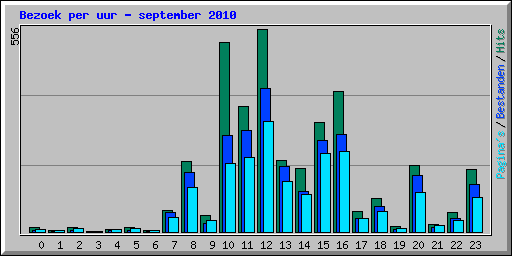 Bezoek per uur - september 2010
556
Pagina's / Bestanden / Hits
0 1 2 3 4 5 6 7 8 9 10 11 12 13 14 15 16 17 18 19 20 21 22 23